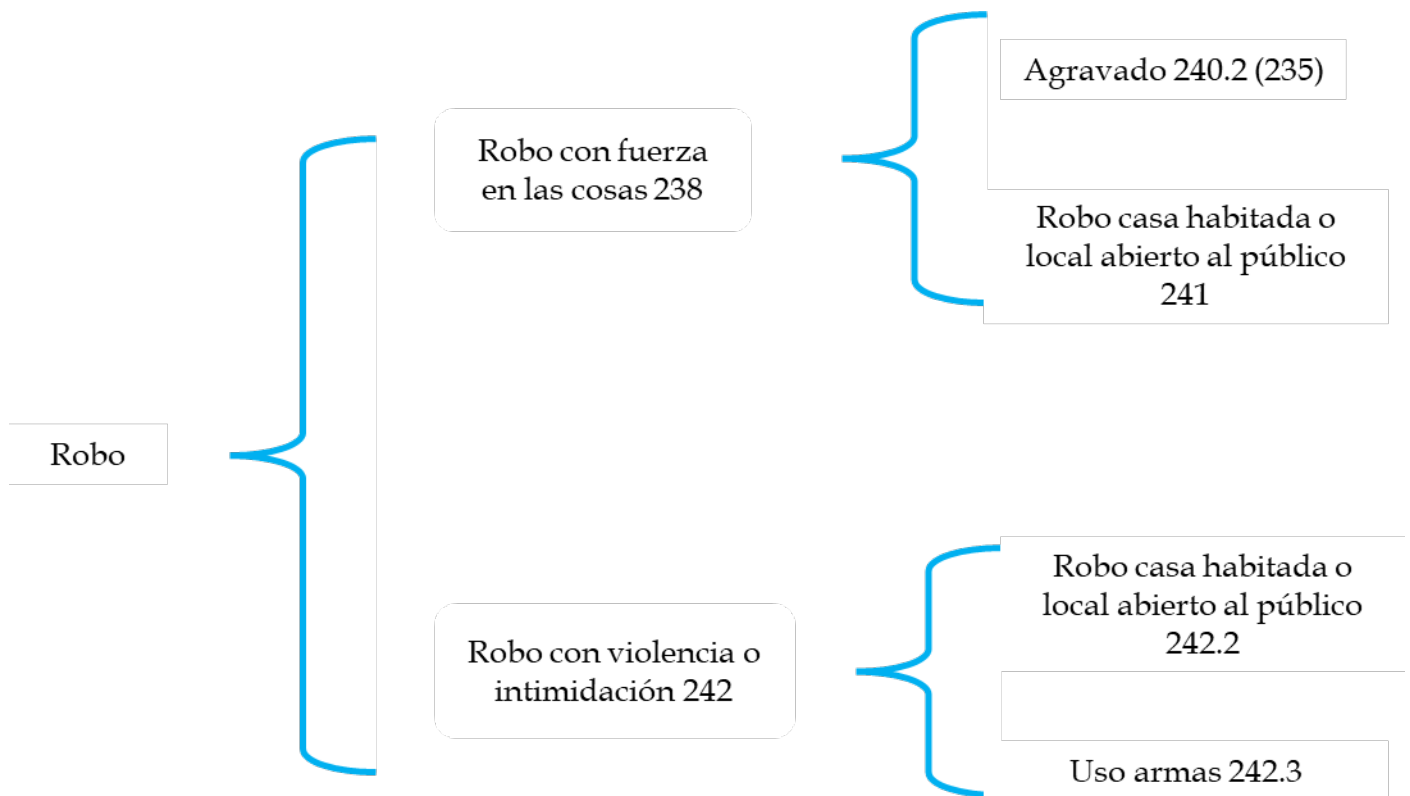 Robo
Robo con fuerza
en las cosas 238
Agravado 240.2 (235)
Robo casa habitada o
local abierto al público
241
Robo con violencia o
intimidación 242
Robo casa habitada o
local abierto al público
242.2
Uso armas 242.3